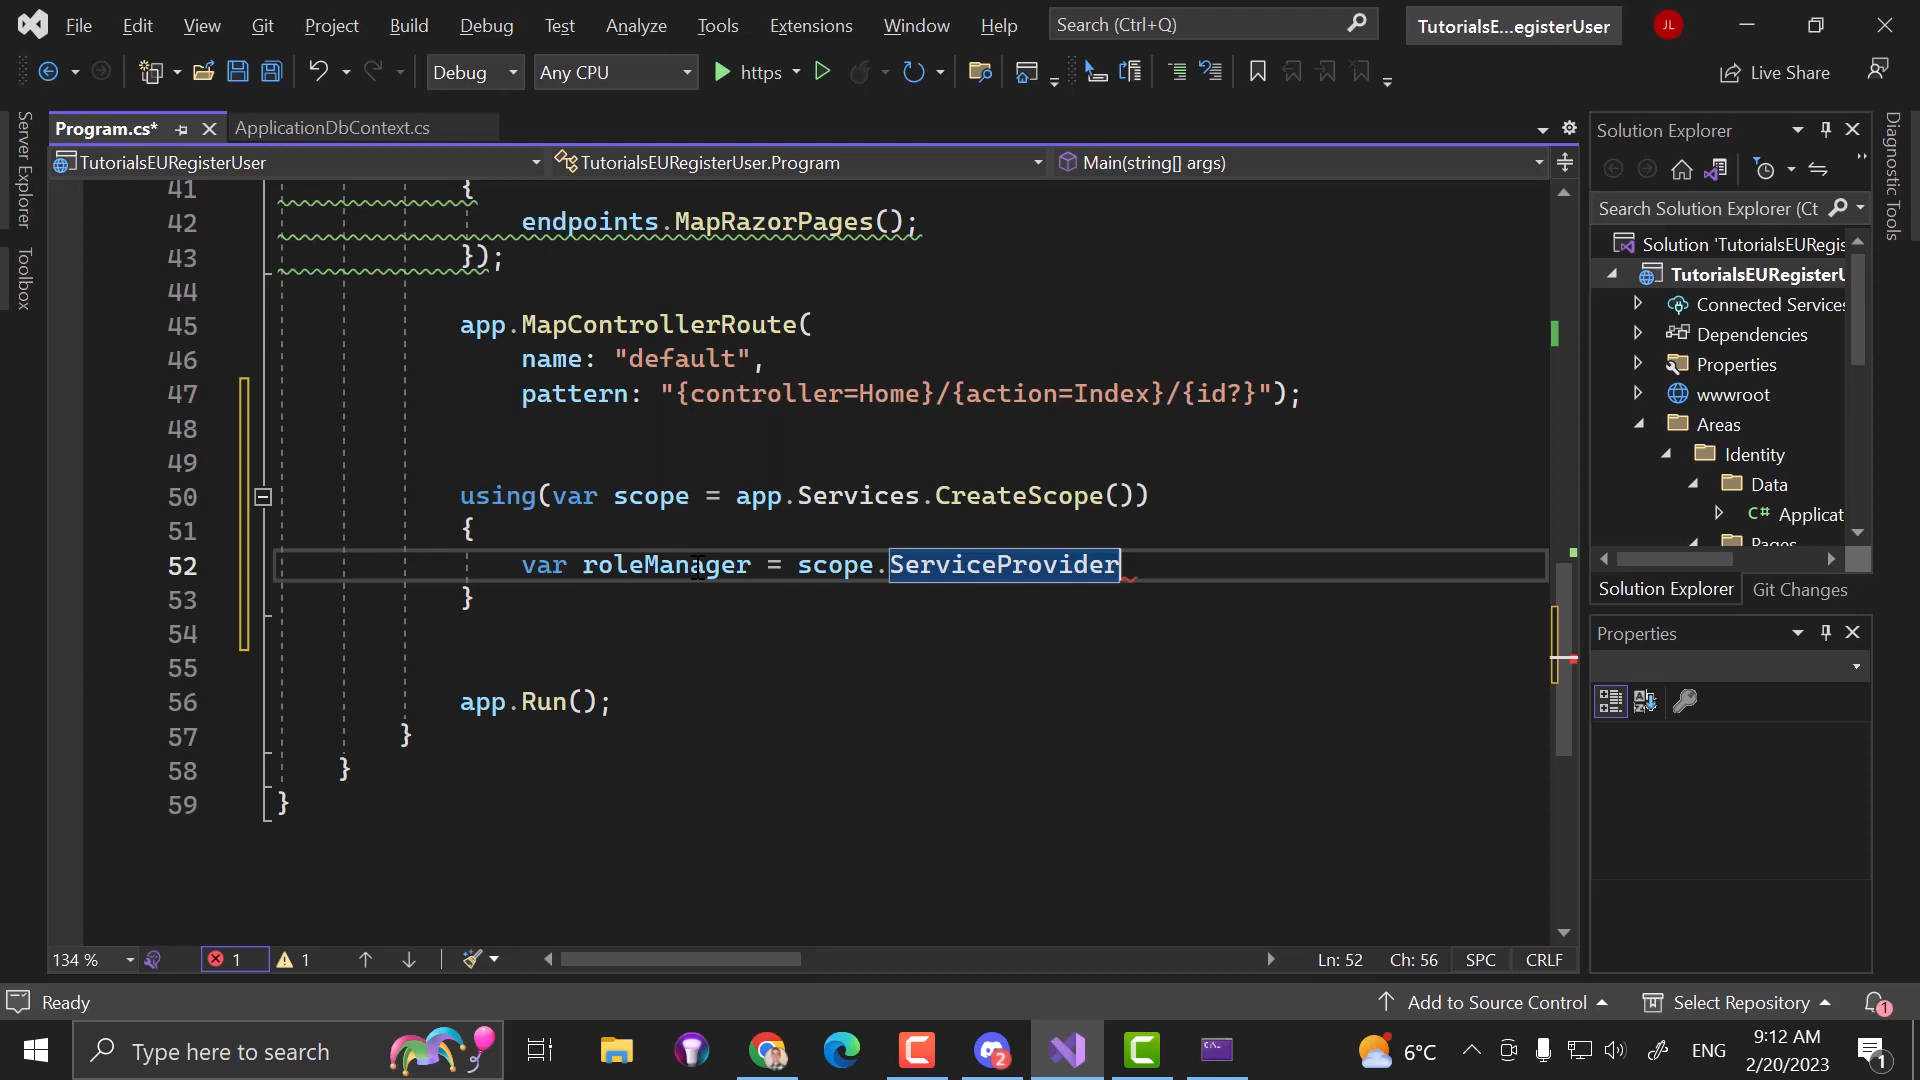 File Edit View Git Project Build Debug Test Analyze Tools Extensions Window Help Search (Ctrl+Q) TutorialsE...egisterUser JL
Debug Any CPU https Live Share
Server Explorer
Toolbox
Program.cs* ApplicationDbContext.cs
TutorialsEURegisterUser TutorialsEURegisterUser.Program Main(string[] args)
41 {
42 endpoints.MapRazorPages();
43 });
44
45 app.MapControllerRoute(
46 name: "default",
47 pattern: "{controller=Home}/{action=Index}/{id?}");
48
49
50 using(var scope = app.Services.CreateScope())
51 {
52 var roleManager = scope.ServiceProvider
53 }
54
55
56 app.Run();
57 }
58 }
59 }
134 % 1 1 Ln: 52 Ch: 56 SPC CRLF
Solution Explorer
Search Solution Explorer (Ct
Solution 'TutorialsEURegis
TutorialsEURegisterU
Connected Services
Dependencies
Properties
wwwroot
Areas
Identity
Data
C# Applicat
Pages
Solution Explorer Git Changes
Properties
Diagnostic Tools
Ready Add to Source Control Select Repository 1
Type here to search 2 6°C ENG 9:12 AM 2/20/2023 1